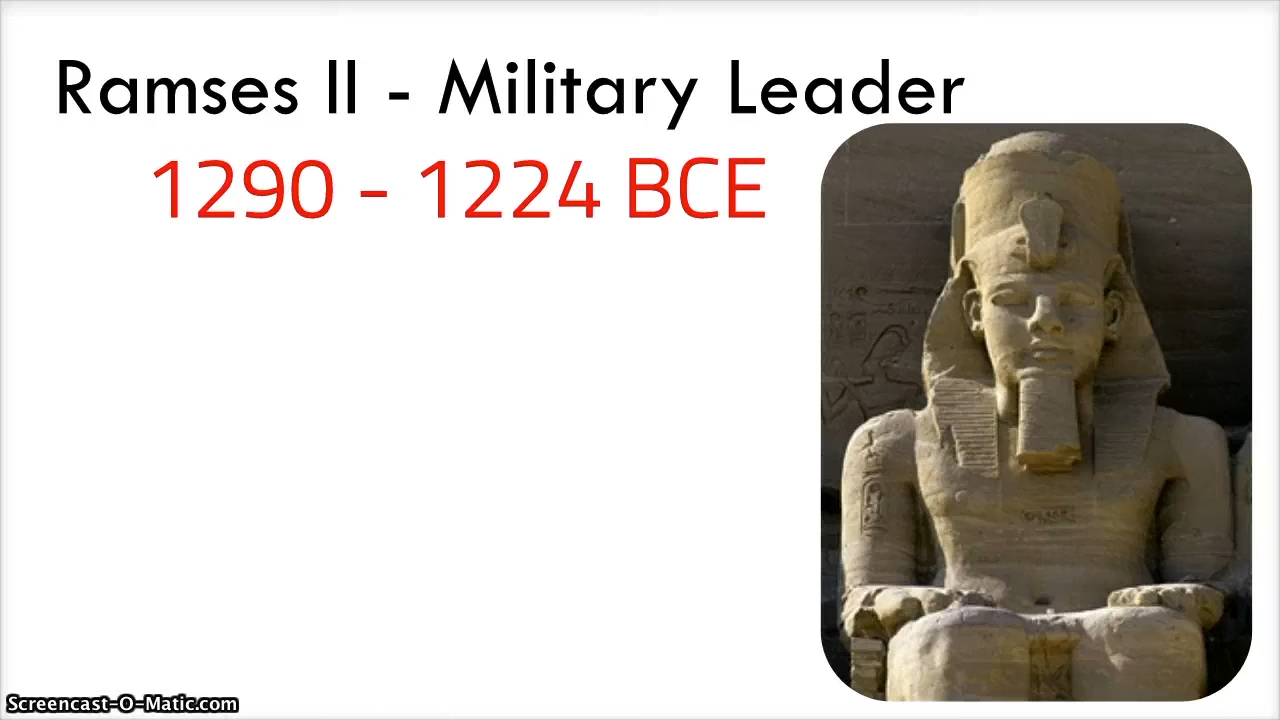 Ramses II - Military Leader
1290 - 1224 BCE
Screencast-O-Matic.com